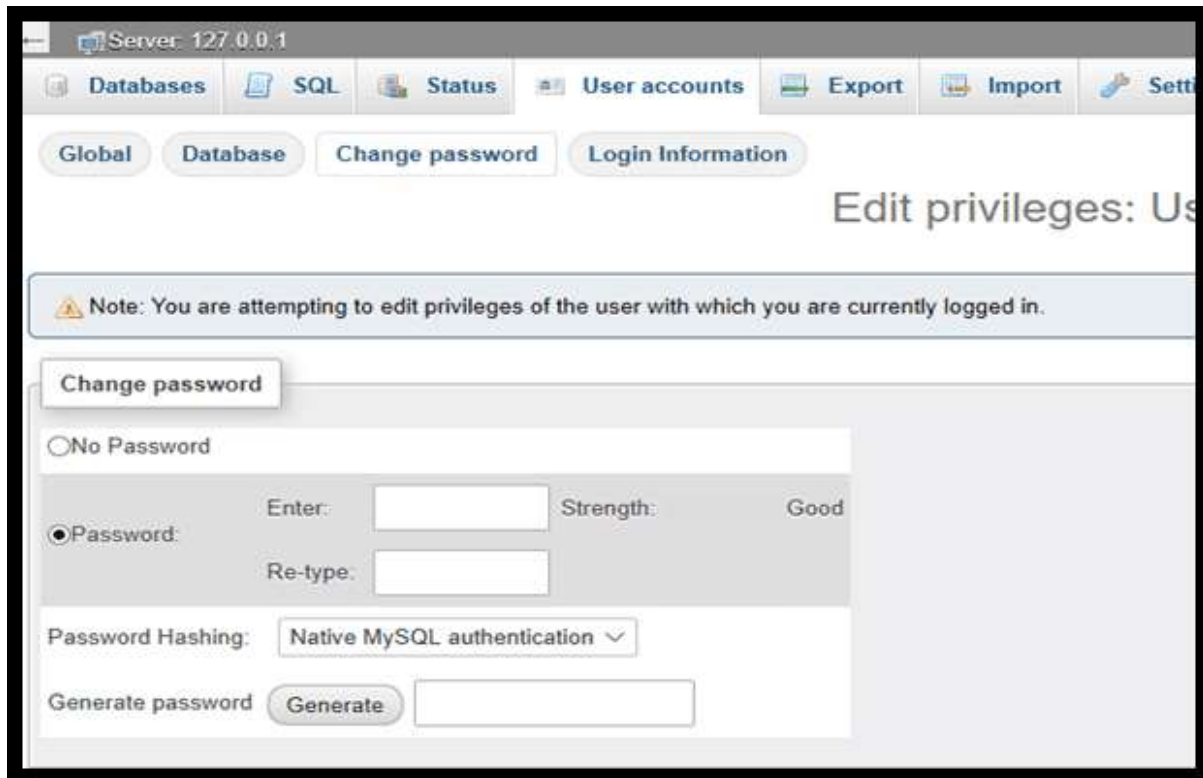 Server: 127.0.0.1
Databases SQL Status User accounts Export Import Setti
Global Database Change password Login Information
Edit privileges: Us
Note: You are attempting to edit privileges of the user with which you are currently logged in.
Change password
No Password
Password: Enter: Strength: Good
Re-type:
Password Hashing: Native MySQL authentication
Generate password Generate